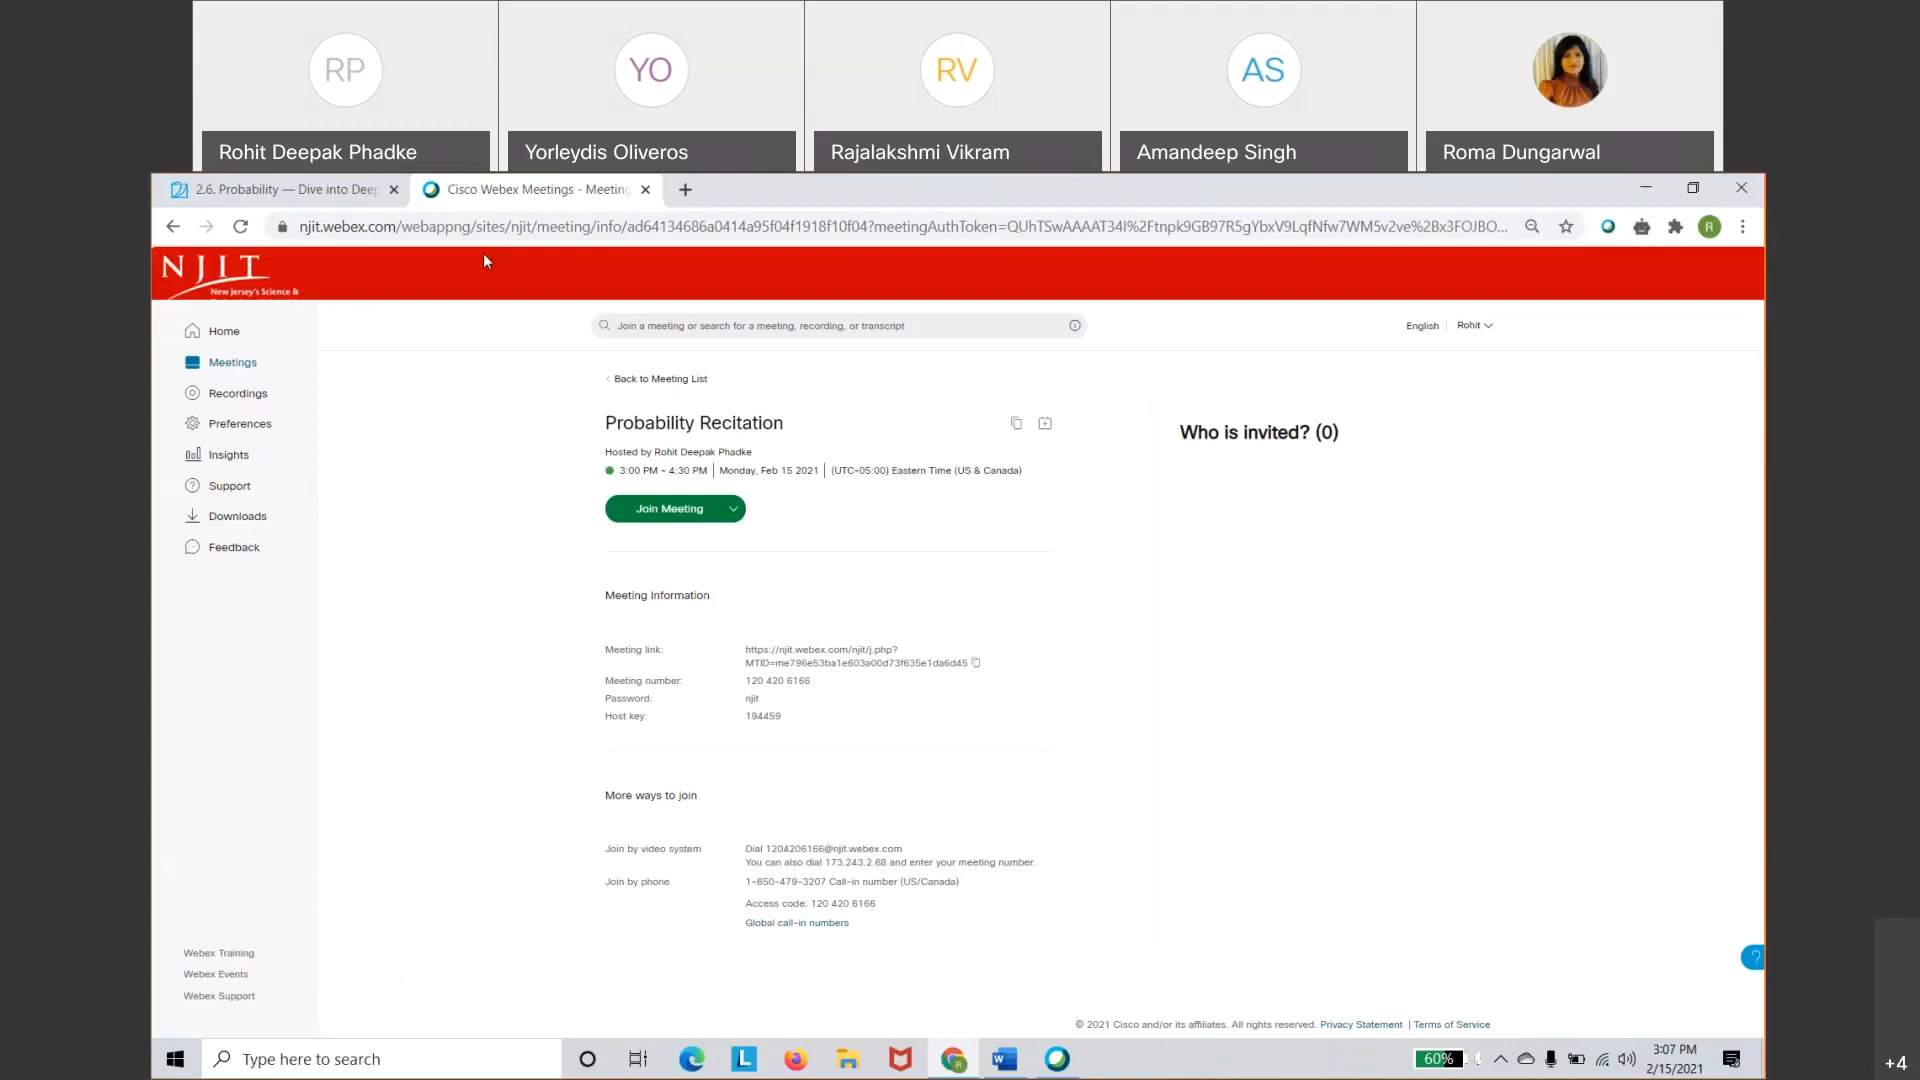 RP
YO
RV
AS
Rohit Deepak Phadke
Yorleydis Oliveros
Rajalakshmi Vikram
Amandeep Singh
Roma Dungarwal
2.6. Probability — Dive into Deep
Cisco Webex Meetings - Meeting
njit.webex.com/webappng/sites/njit/meeting/info/ad64134686a0414a95f04f1918f10f04?meetingAuthToken=QUhTSwAAAAT34I%2Ftnpk9GB97R5gYbxV9LqfNfw7WM5v2ve%2Bx3FOJBO...
R
NJIT
New Jersey's Science &
Home
Meetings
Recordings
Preferences
Insights
Support
Downloads
Feedback
Join a meeting or search for a meeting, recording, or transcript
English
Rohit
Back to Meeting List
Probability Recitation
Hosted by Rohit Deepak Phadke
3:00 PM - 4:30 PM | Monday, Feb 15 2021 | (UTC-05:00) Eastern Time (US & Canada)
Join Meeting
Who is invited? (0)
Meeting Information
Meeting link: https://njit.webex.com/njit/j.php?
MTID=me796e53ba1e603a00d73f635e1da6d45
Meeting number: 120 420 6166
Password: njit
Host key: 194459
More ways to join
Join by video system Dial 1204206166@njit.webex.com
You can also dial 173.243.2.68 and enter your meeting number.
Join by phone 1-650-479-3207 Call-in number (US/Canada)
Access code: 120 420 6166
Global call-in numbers
Webex Training
Webex Events
Webex Support
?
© 2021 Cisco and/or its affiliates. All rights reserved. Privacy Statement | Terms of Service
Type here to search
60%
3:07 PM
2/15/2021
+4